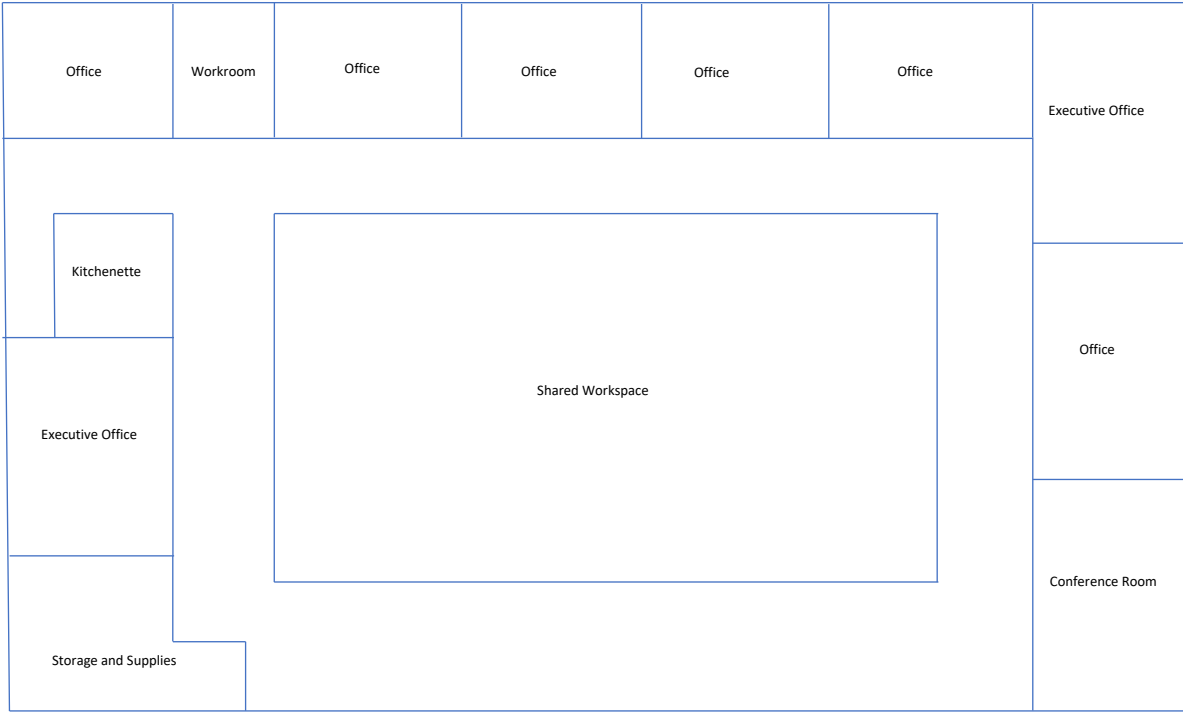 Office
Workroom
Office
Office
Office
Office
Executive Office
Kitchenette
Office
Shared Workspace
Executive Office
Conference Room
Storage and Supplies